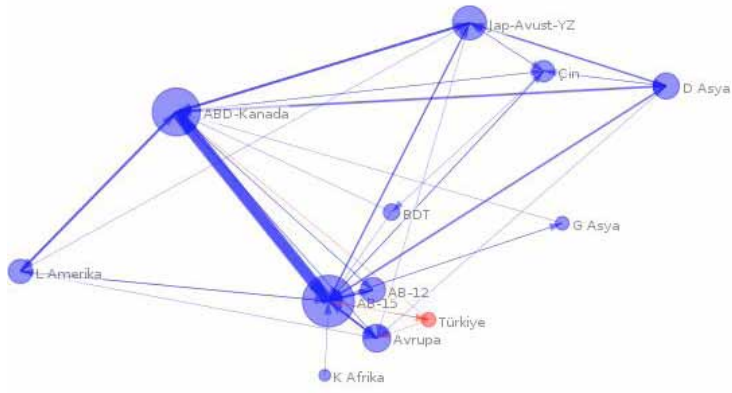 Jap-Avust-YZ
Çin
D Asya
ABD-Kanada
BDT
G Asya
L Amerika
AB-12
AB-15
Türkiye
Avrupa
K Afrika